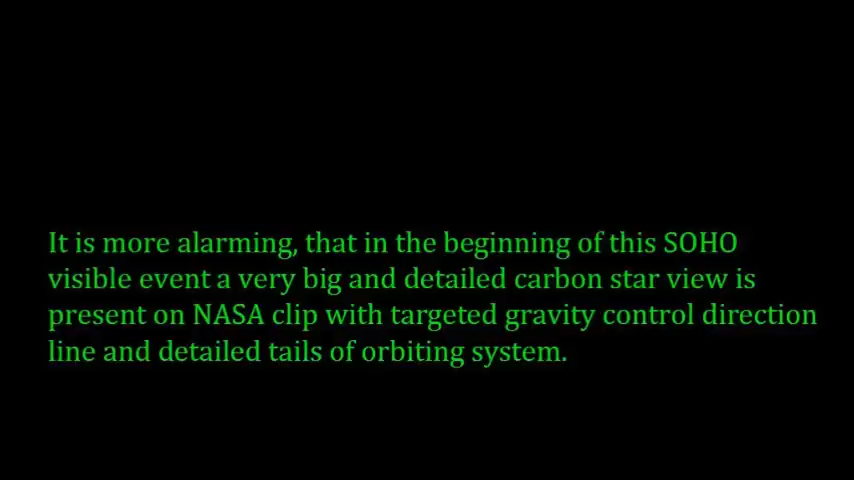 It is more alarming, that in the beginning of this SOHO
visible event a very big and detailed carbon star view is
present on NASA clip with targeted gravity control direction
line and detailed tails of orbiting system.